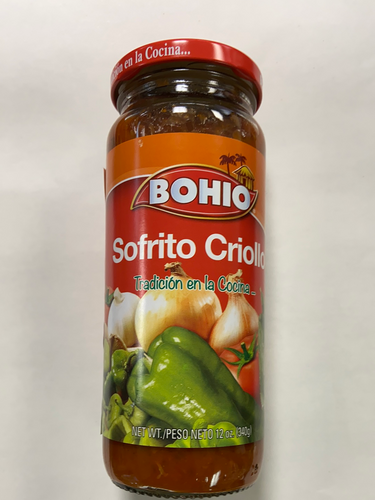 en la Cocina...
BOHIO
Sofrito Criollo
Tradición en la Cocina...
NET WT./PESO NETO 12 oz. (340g)